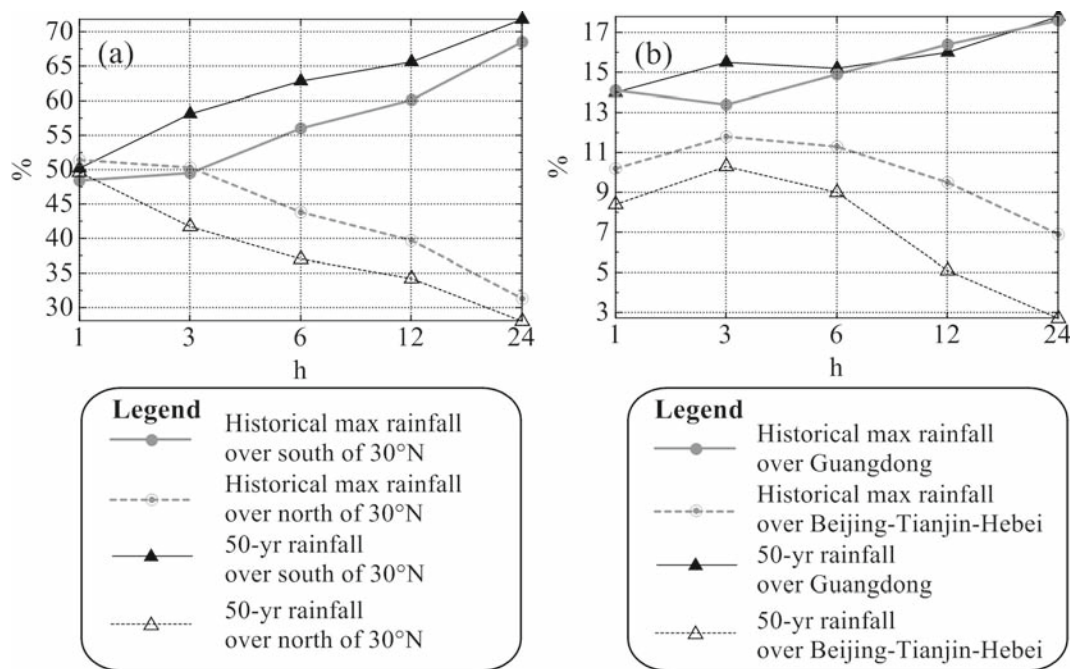 (a)
70
65
60
55
50
45
40
35
30
%
1 3 6 12 24
h
Legend
Historical max rainfall
over south of 30°N
Historical max rainfall
over north of 30°N
50-yr rainfall
over south of 30°N
50-yr rainfall
over north of 30°N
(b)
17
15
13
11
9
7
5
3
%
1 3 6 12 24
h
Legend
Historical max rainfall
over Guangdong
Historical max rainfall
over Beijing-Tianjin-Hebei
50-yr rainfall
over Guangdong
50-yr rainfall
over Beijing-Tianjin-Hebei